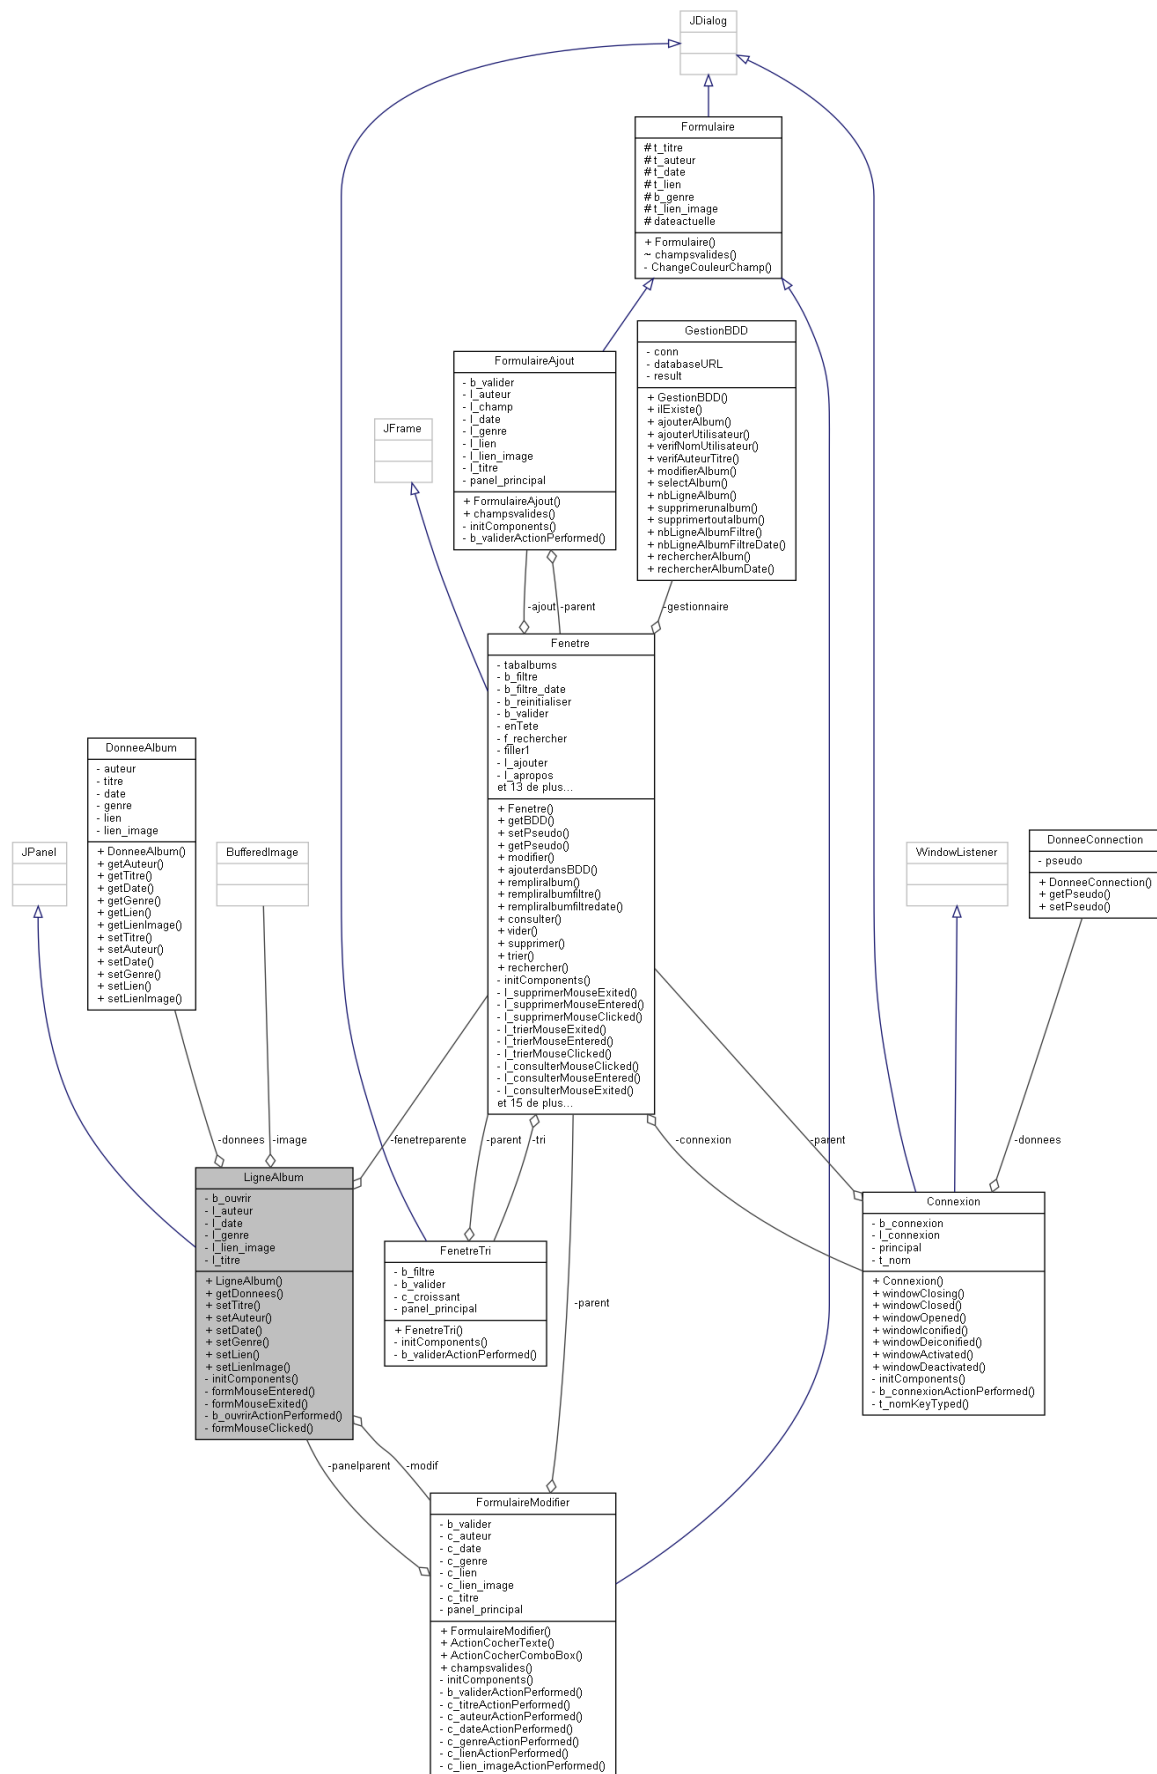 JDialog
Formulaire
# t_titre
# t_auteur
# t_date
# t_lien
# b_genre
# t_lien_image
# dateactuelle
+ Formulaire()
~ champsvalides()
- ChangeCouleurChamp()
GestionBDD
- conn
- databaseURL
- result
+ GestionBDD()
+ ilExiste()
+ ajouterAlbum()
+ ajouterUtilisateur()
+ verifNomUtilisateur()
+ verifAuteurTitre()
+ modifierAlbum()
+ selectAlbum()
+ nbLigneAlbum()
+ supprimerunalbum()
+ supprimertoutalbum()
+ nbLigneAlbumFiltre()
+ nbLigneAlbumFiltreDate()
+ rechercherAlbum()
+ rechercherAlbumDate()
FormulaireAjout
- b_valider
- l_auteur
- l_champ
- l_date
- l_genre
- l_lien
- l_lien_image
- l_titre
- panel_principal
+ FormulaireAjout()
+ champsvalides()
- initComponents()
- b_validerActionPerformed()
JFrame
-ajout
-parent
-gestionnaire
Fenetre
- tabalbums
- b_filtre
- b_filtre_date
- b_reinitialiser
- b_valider
- enTete
- f_rechercher
- filler1
- l_ajouter
- l_apropos
et 13 de plus...
+ Fenetre()
+ getBDD()
+ setPseudo()
+ getPseudo()
+ modifier()
+ ajouterdansBDD()
+ rempliralbum()
+ rempliralbumfiltre()
+ rempliralbumfiltredate()
+ consulter()
+ vider()
+ supprimer()
+ trier()
+ rechercher()
- initComponents()
- l_supprimerMouseExited()
- l_supprimerMouseEntered()
- l_supprimerMouseClicked()
- l_trierMouseExited()
- l_trierMouseEntered()
- l_trierMouseClicked()
- l_consulterMouseClicked()
- l_consulterMouseEntered()
- l_consulterMouseExited()
et 15 de plus...
DonneeAlbum
- auteur
- titre
- date
- genre
- lien
- lien_image
+ DonneeAlbum()
+ getAuteur()
+ getTitre()
+ getDate()
+ getGenre()
+ getLien()
+ getLienImage()
+ setTitre()
+ setAuteur()
+ setDate()
+ setGenre()
+ setLien()
+ setLienImage()
JPanel
BufferedImage
WindowListener
DonneeConnection
- pseudo
+ DonneeConnection()
+ getPseudo()
+ setPseudo()
-donnees
-image
-fenetreparente
-parent
-tri
-connexion
-parent
-donnees
LigneAlbum
- b_ouvrir
- l_auteur
- l_date
- l_genre
- l_lien_image
- l_titre
+ LigneAlbum()
+ getDonnees()
+ setTitre()
+ setAuteur()
+ setDate()
+ setGenre()
+ setLien()
+ setLienImage()
- initComponents()
- formMouseEntered()
- formMouseExited()
- b_ouvrirActionPerformed()
- formMouseClicked()
FenetreTri
- b_filtre
- b_valider
- c_croissant
- panel_principal
+ FenetreTri()
- initComponents()
- b_validerActionPerformed()
Connexion
- b_connexion
- l_connexion
- principal
- t_nom
+ Connexion()
+ windowClosing()
+ windowClosed()
+ windowOpened()
+ windowIconified()
+ windowDeiconified()
+ windowActivated()
+ windowDeactivated()
- initComponents()
- b_connexionActionPerformed()
- t_nomKeyTyped()
-parent
-panelparent
-modif
FormulaireModifier
- b_valider
- c_auteur
- c_date
- c_genre
- c_lien
- c_lien_image
- c_titre
- panel_principal
+ FormulaireModifier()
+ ActionCocherTexte()
+ ActionCocherComboBox()
+ champsvalides()
- initComponents()
- b_validerActionPerformed()
- c_titreActionPerformed()
- c_auteurActionPerformed()
- c_dateActionPerformed()
- c_genreActionPerformed()
- c_lienActionPerformed()
- c_lien_imageActionPerformed()